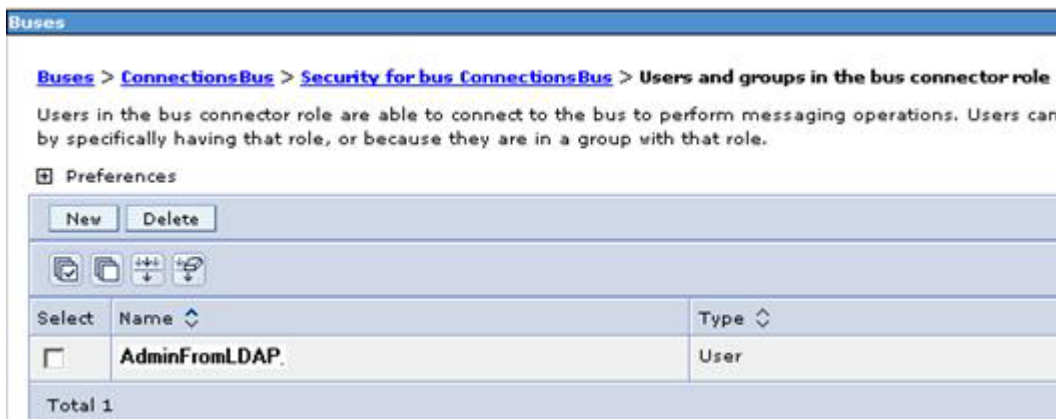 Buses
Buses > ConnectionsBus > Security for bus ConnectionsBus > Users and groups in the bus connector role
Users in the bus connector role are able to connect to the bus to perform messaging operations. Users can
by specifically having that role, or because they are in a group with that role.
Preferences
New Delete
Select Name Type
AdminFromLDAP. User
Total 1